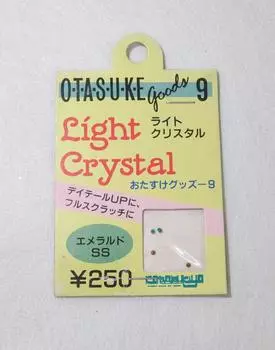 OTASUKE goods 9
Light
Crystal
ライト
クリスタル
おたすけグッズー9
ディテールUPに、
フルスクラッチに
エメラルド
SS
¥250